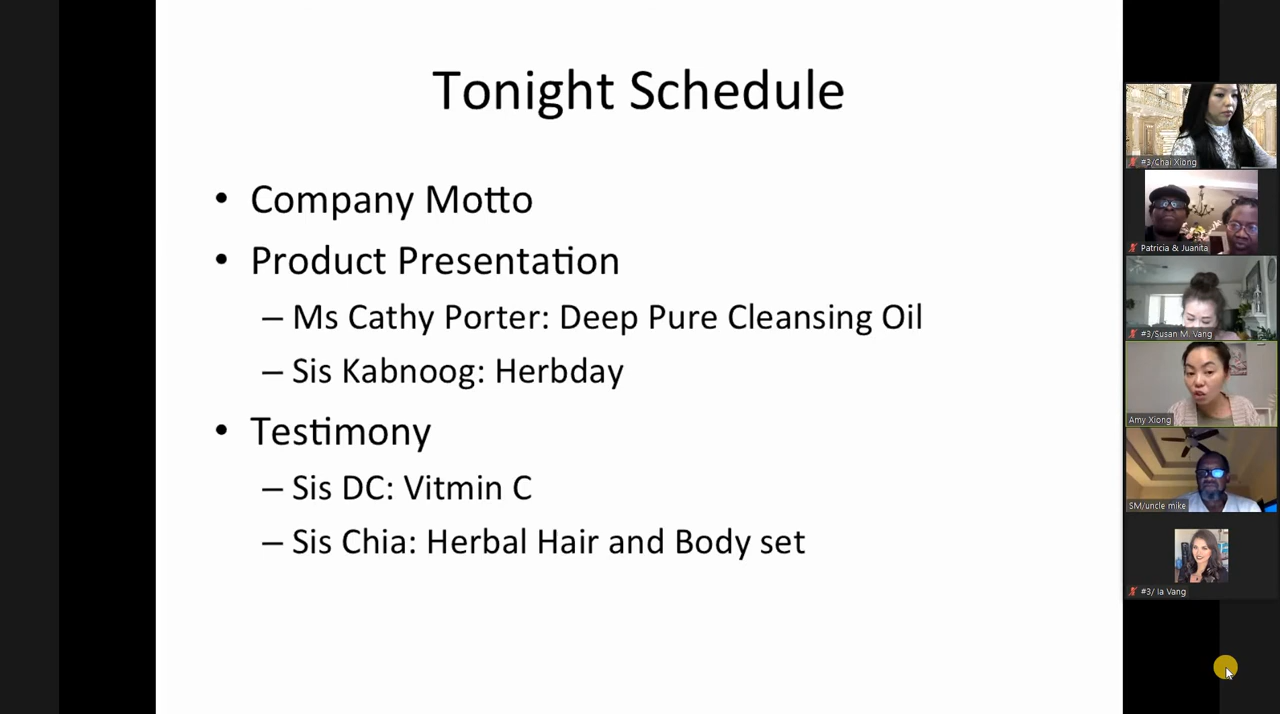 Tonight Schedule
• Company Motto
• Product Presentation
– Ms Cathy Porter: Deep Pure Cleansing Oil
– Sis Kabnoog: Herbday
• Testimony
– Sis DC: Vitmin C
– Sis Chia: Herbal Hair and Body set
#3/Chai Xiong
Patricia & Juanita
#3/Susan M. Vang
Amy Xiong
SM/uncle mike
#3/ Ia Vang